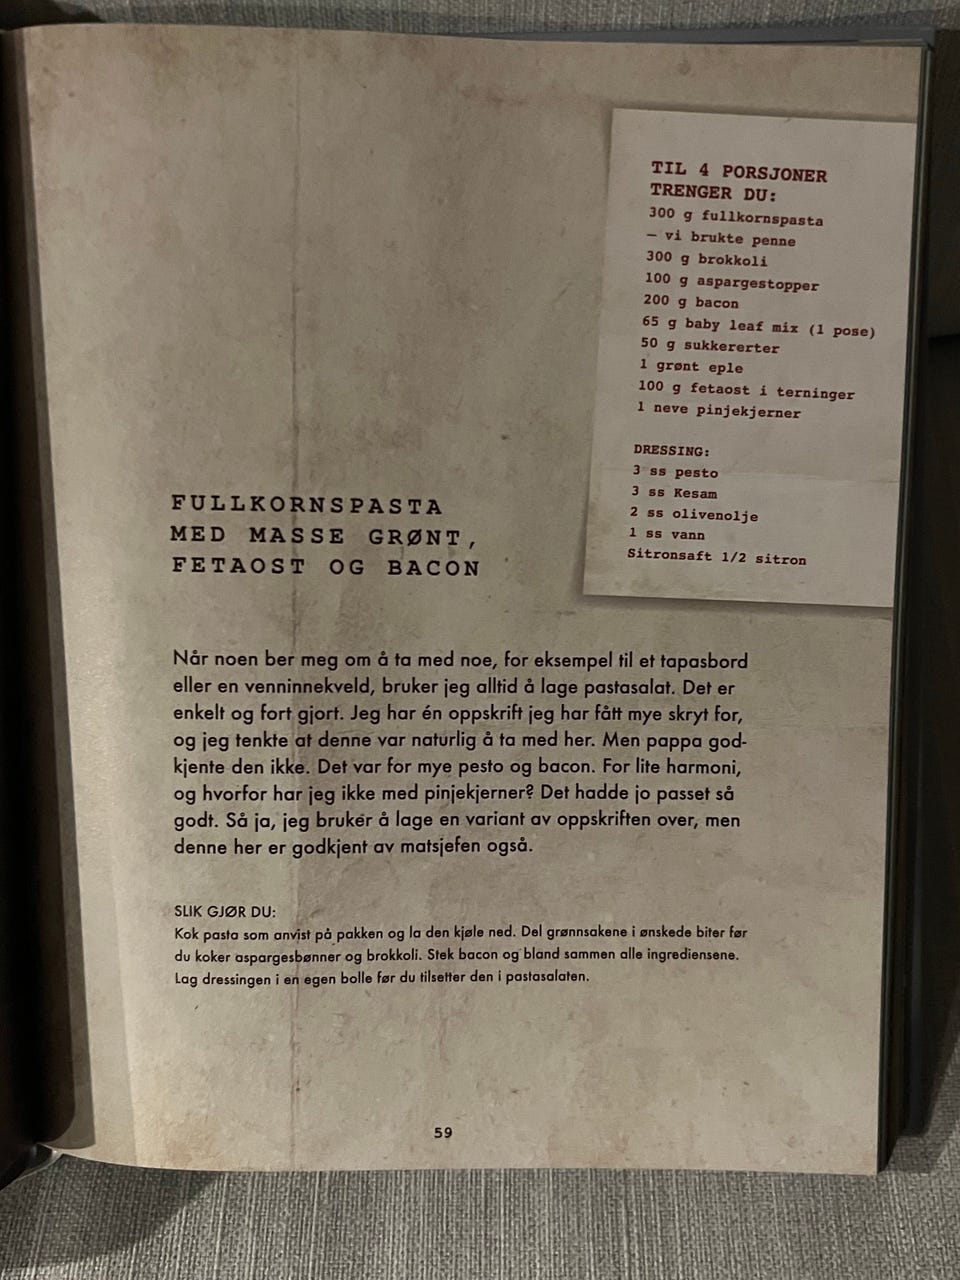 TIL 4 PORSJONER
TRENGER DU:
300 g fullkornspasta
– vi brukte penne
300 g brokkoli
100 g aspargestopper
200 g bacon
65 g baby leaf mix (1 pose)
50 g sukkererter
1 grønt eple
100 g fetaost i terninger
1 neve pinjekjerner
DRESSING:
3 ss pesto
3 ss Kesam
2 ss olivenolje
1 ss vann
Sitronsaft 1/2 sitron
FULLKORNSPASTA
MED MASSE GRØNT,
FETAOST OG BACON
Når noen ber meg om å ta med noe, for eksempel til et tapasbord
eller en venninnekveld, bruker jeg alltid å lage pastasalat. Det er
enkelt og fort gjort. Jeg har én oppskrift jeg har fått mye skryt for,
og jeg tenkte at denne var naturlig å ta med her. Men pappa god-
kjente den ikke. Det var for mye pesto og bacon. For lite harmoni,
og hvorfor har jeg ikke med pinjekjerner? Det hadde jo passet så
godt. Så ja, jeg bruker å lage en variant av oppskriften over, men
denne her er godkjent av matsjefen også.
SLIK GJØR DU:
Kok pasta som anvist på pakken og la den kjøle ned. Del grønnsakene i ønskede biter før
du koker aspargesbønner og brokkoli. Stek bacon og bland sammen alle ingrediensene.
Lag dressingen i en egen bolle før du tilsetter den i pastasalaten.
59